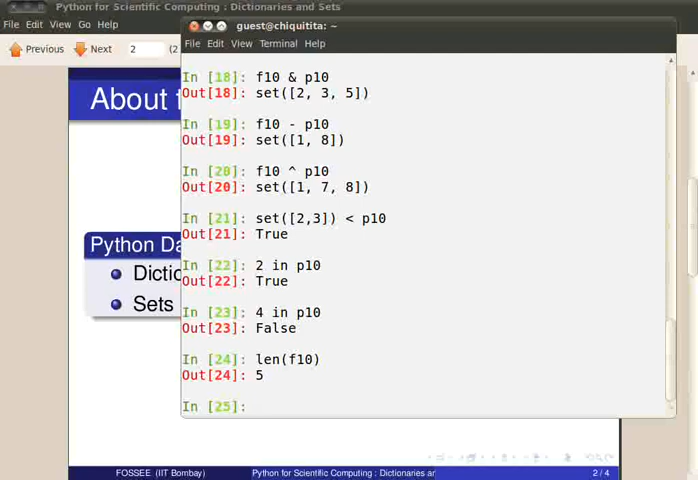 Python for Scientific Computing : Dictionaries and Sets
File Edit View Go Help
Previous Next 2 (2
About t
Python Da
Dictio
Sets
guest@chiquitita: ~
File Edit View Terminal Help
In [18]: f10 & p10
Out[18]: set([2, 3, 5])
In [19]: f10 - p10
Out[19]: set([1, 8])
In [20]: f10 ^ p10
Out[20]: set([1, 7, 8])
In [21]: set([2,3]) < p10
Out[21]: True
In [22]: 2 in p10
Out[22]: True
In [23]: 4 in p10
Out[23]: False
In [24]: len(f10)
Out[24]: 5
In [25]:
FOSSEE (IIT Bombay) Python for Scientific Computing : Dictionaries ar 2 / 4